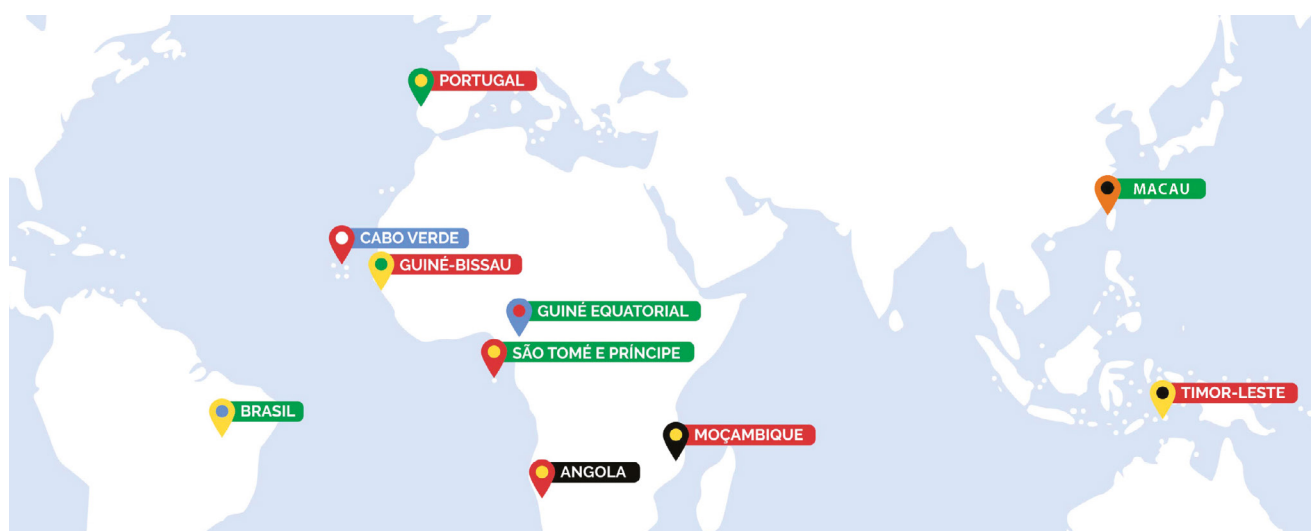 PORTUGAL
MACAU
CABO VERDE
GUINÉ-BISSAU
GUINÉ EQUATORIAL
SÃO TOMÉ E PRÍNCIPE
TIMOR-LESTE
BRASIL
MOÇAMBIQUE
ANGOLA